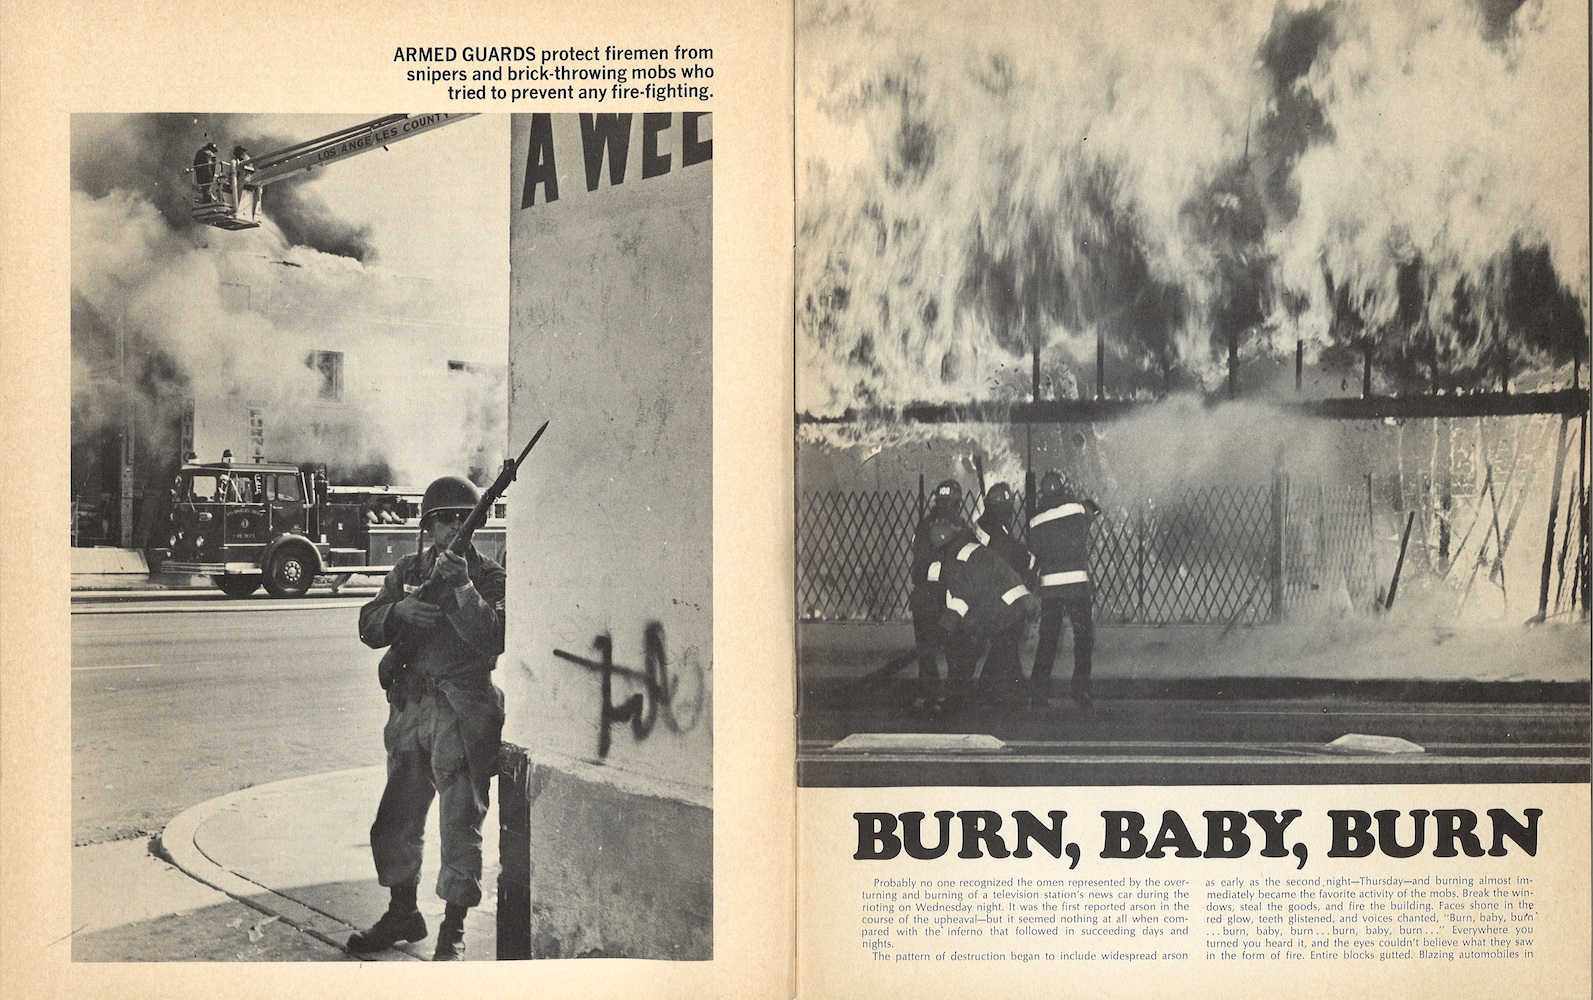 ARMED GUARDS protect firemen from
snipers and brick-throwing mobs who
tried to prevent any fire-fighting.
LOS ANGELES COUNTY
A WEE
FURNIT
BURN, BABY, BURN
Probably no one recognized the omen represented by the over-
turning and burning of a television station's news car during the
rioting on Wednesday night. It was the first reported arson in the
course of the upheaval—but it seemed nothing at all when com-
pared with the inferno that followed in succeeding days and
nights.
The pattern of destruction began to include widespread arson
as early as the second night—Thursday—and burning almost im-
mediately became the favorite activity of the mobs. Break the win-
dows, steal the goods, and fire the building. Faces shone in the
red glow, teeth glistened, and voices chanted, "Burn, baby, burn
... burn, baby, burn ... burn, baby, burn ..." Everywhere you
turned you heard it, and the eyes couldn't believe what they saw
in the form of fire. Entire blocks gutted. Blazing automobiles in